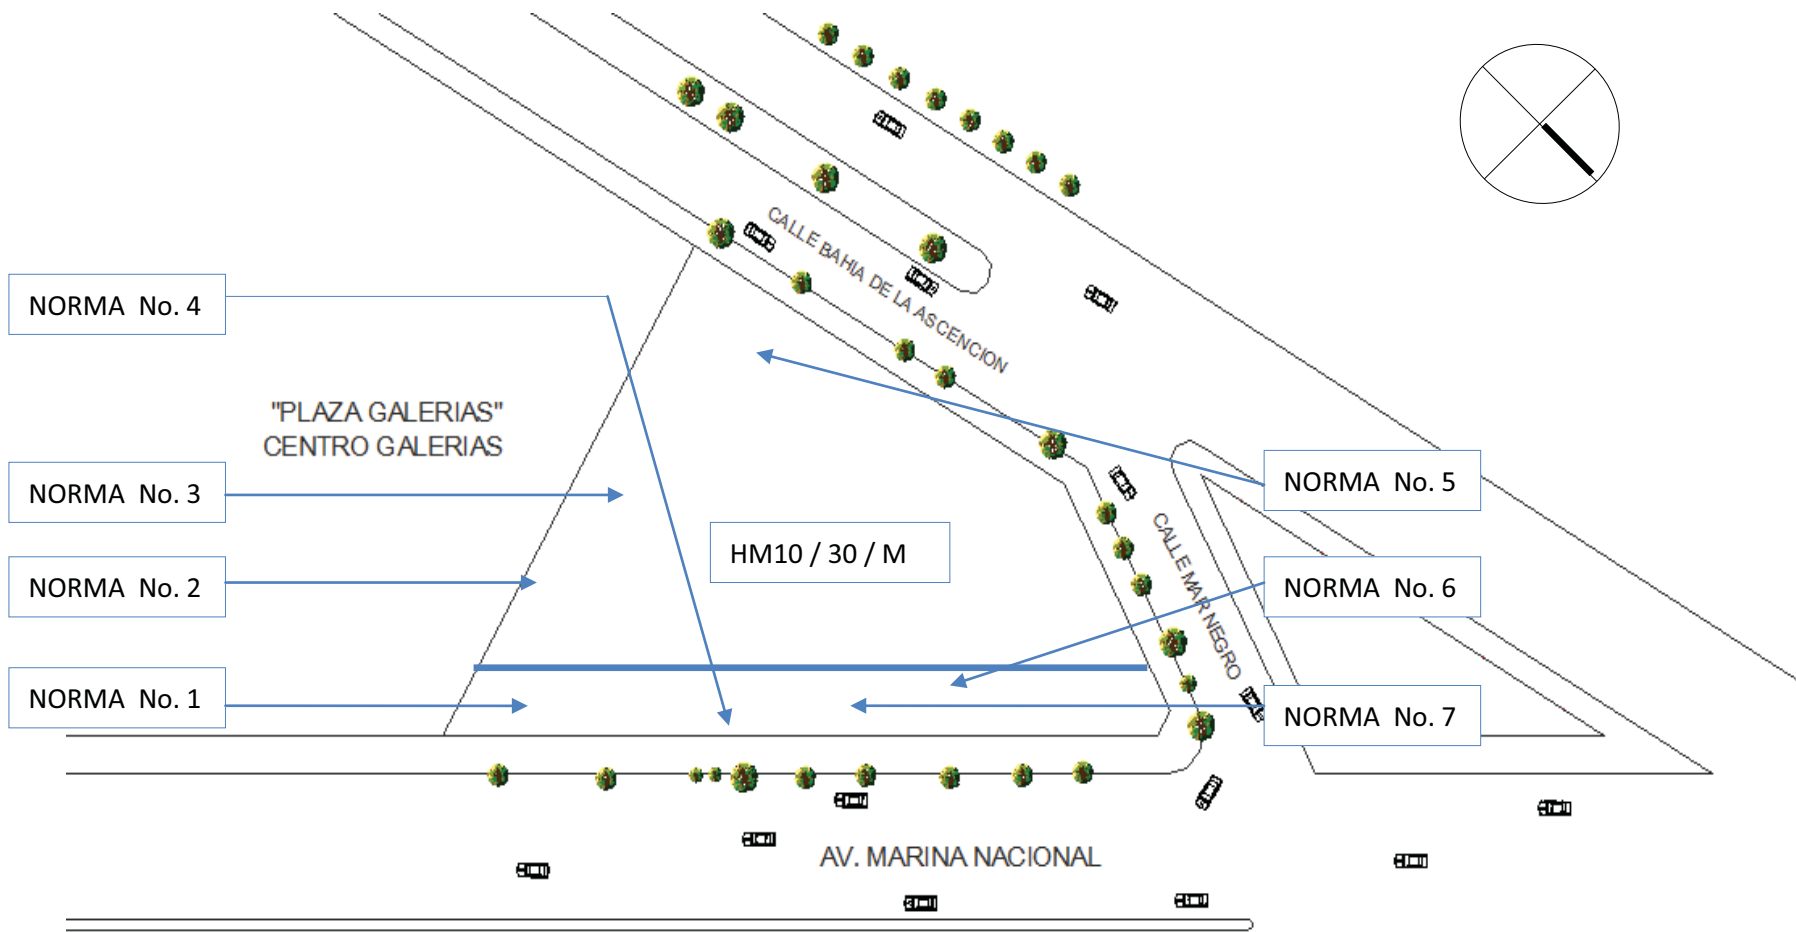 CALLE BAHIA DE LA ASCENCION
NORMA No. 4
"PLAZA GALERIAS"
CENTRO GALERIAS
NORMA No. 3
NORMA No. 5
HM10 / 30 / M
CALLE MAR NEGRO
NORMA No. 2
NORMA No. 6
NORMA No. 1
NORMA No. 7
AV. MARINA NACIONAL